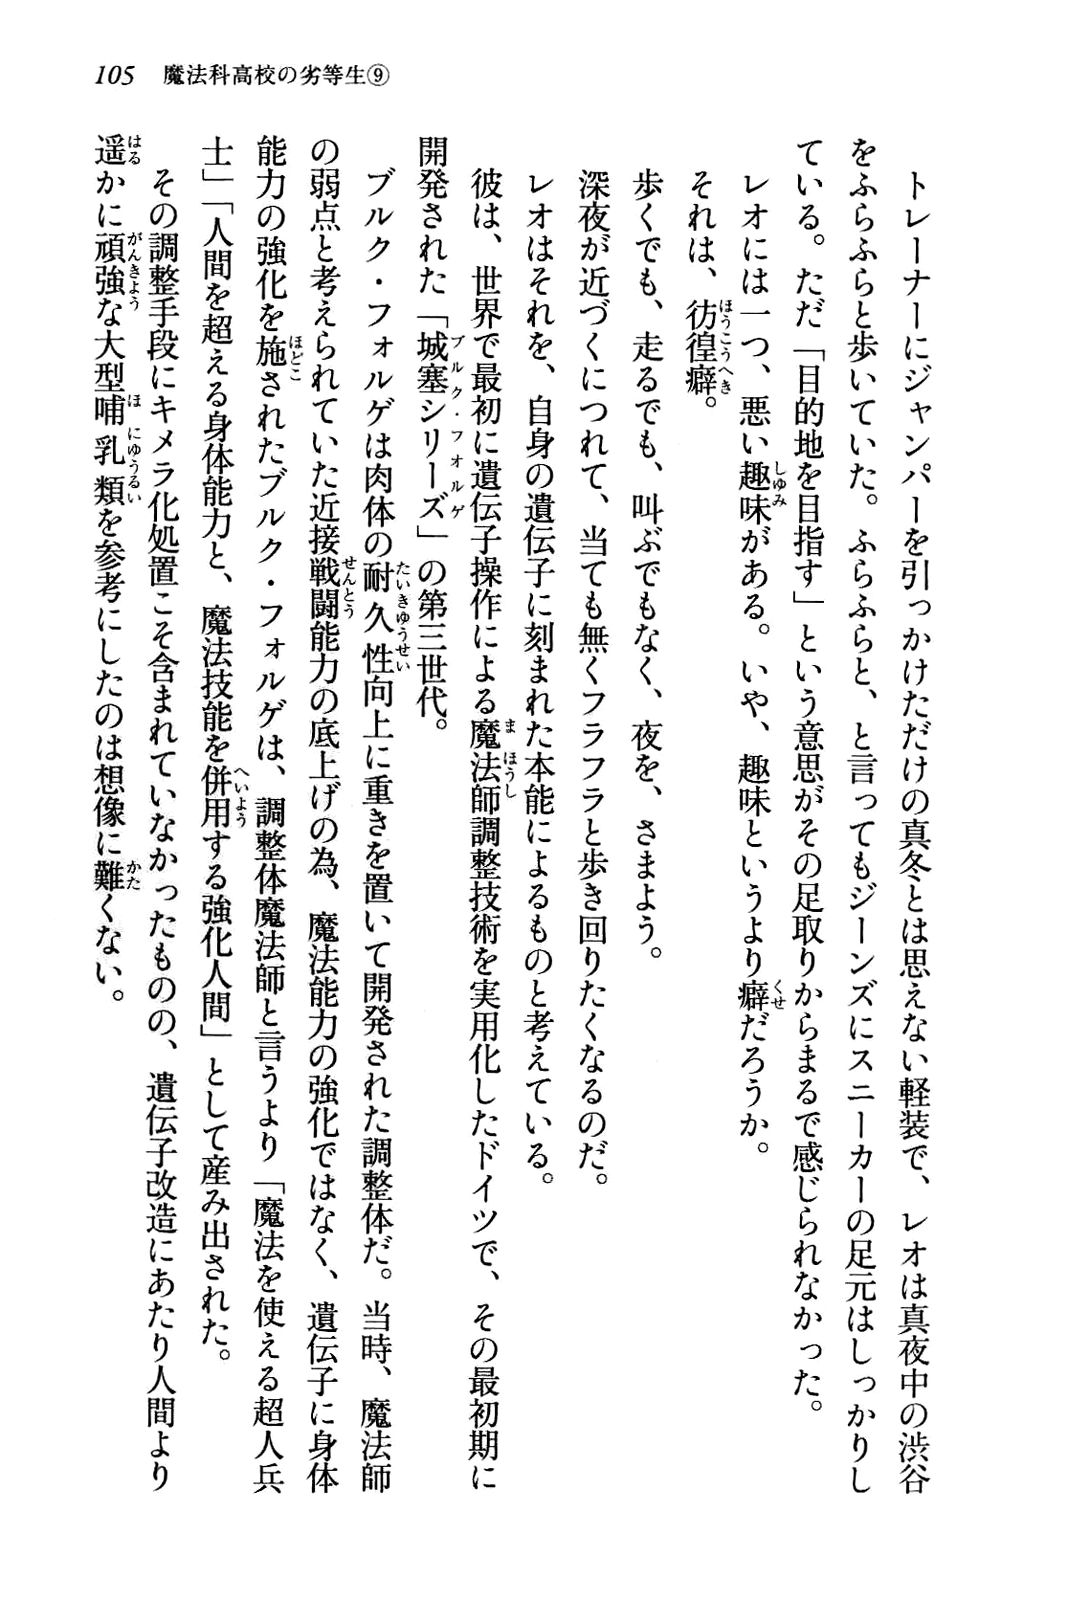 105　魔法科高校の劣等生⑨
　トレーナーにジャンパーを引っかけただけの真冬とは思えない軽装で、レオは真夜中の渋谷
をふらふらと歩いていた。ふらふらと、と言ってもジーンズにスニーカーの足元はしっかりし
ている。ただ「目的地を目指す」という意思がその足取りからまるで感じられなかった。
　レオには一つ、悪い趣味がある。いや、趣味というより癖だろうか。
　それは、彷徨癖。
　歩くでも、走るでも、叫ぶでもなく、夜を、さまよう。
　深夜が近づくにつれて、当ても無くフラフラと歩き回りたくなるのだ。
　レオはそれを、自身の遺伝子に刻まれた本能によるものと考えている。
　彼は、世界で最初に遺伝子操作による魔法師調整技術を実用化したドイツで、その最初期に
開発された「城塞シリーズ」の第三世代。
　ブルク・フォルゲは肉体の耐久性向上に重きを置いて開発された調整体だ。当時、魔法師
の弱点と考えられていた近接戦闘能力の底上げの為、魔法能力の強化ではなく、遺伝子に身体
能力の強化を施されたブルク・フォルゲは、調整体魔法師と言うより「魔法を使える超人兵
士」「人間を超える身体能力と、魔法技能を併用する強化人間」として産み出された。
　その調整手段にキメラ化処置こそ含まれていなかったものの、遺伝子改造にあたり人間より
遥かに頑強な大型哺乳類を参考にしたのは想像に難くない。